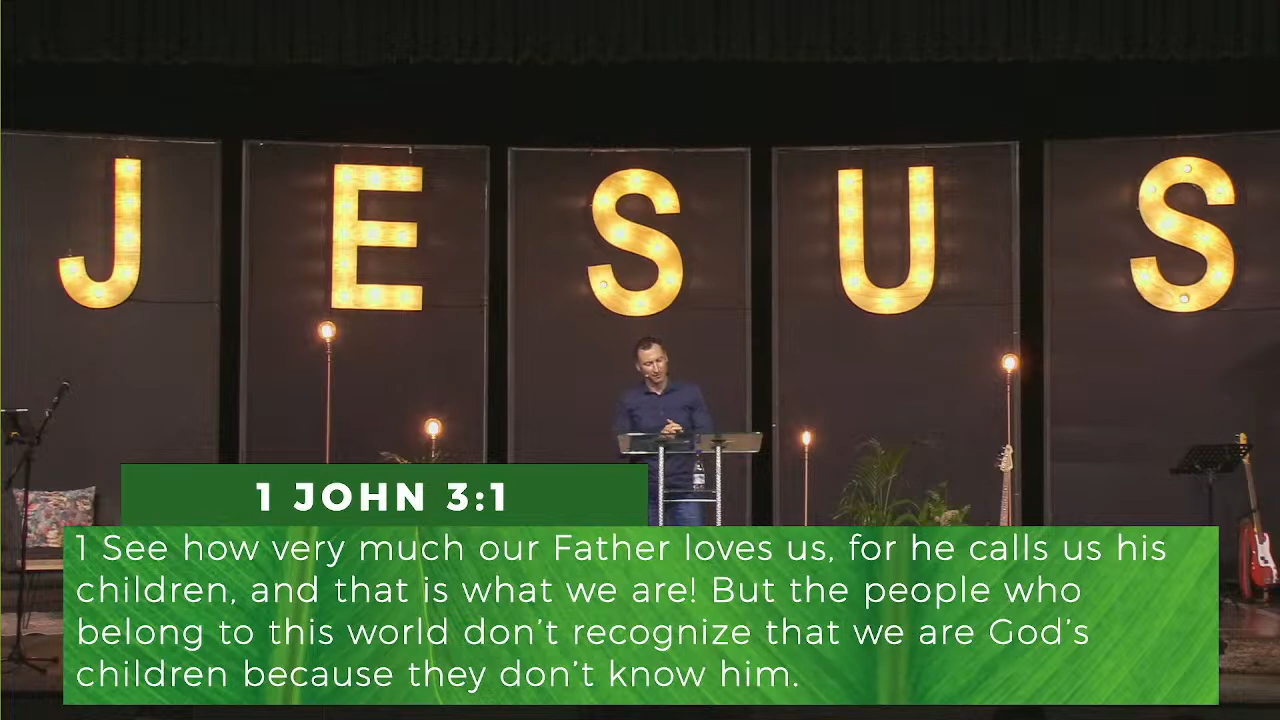 JESUS
1 JOHN 3:1
1 See how very much our Father loves us, for he calls us his
children, and that is what we are! But the people who
belong to this world don't recognize that we are God's
children because they don't know him.